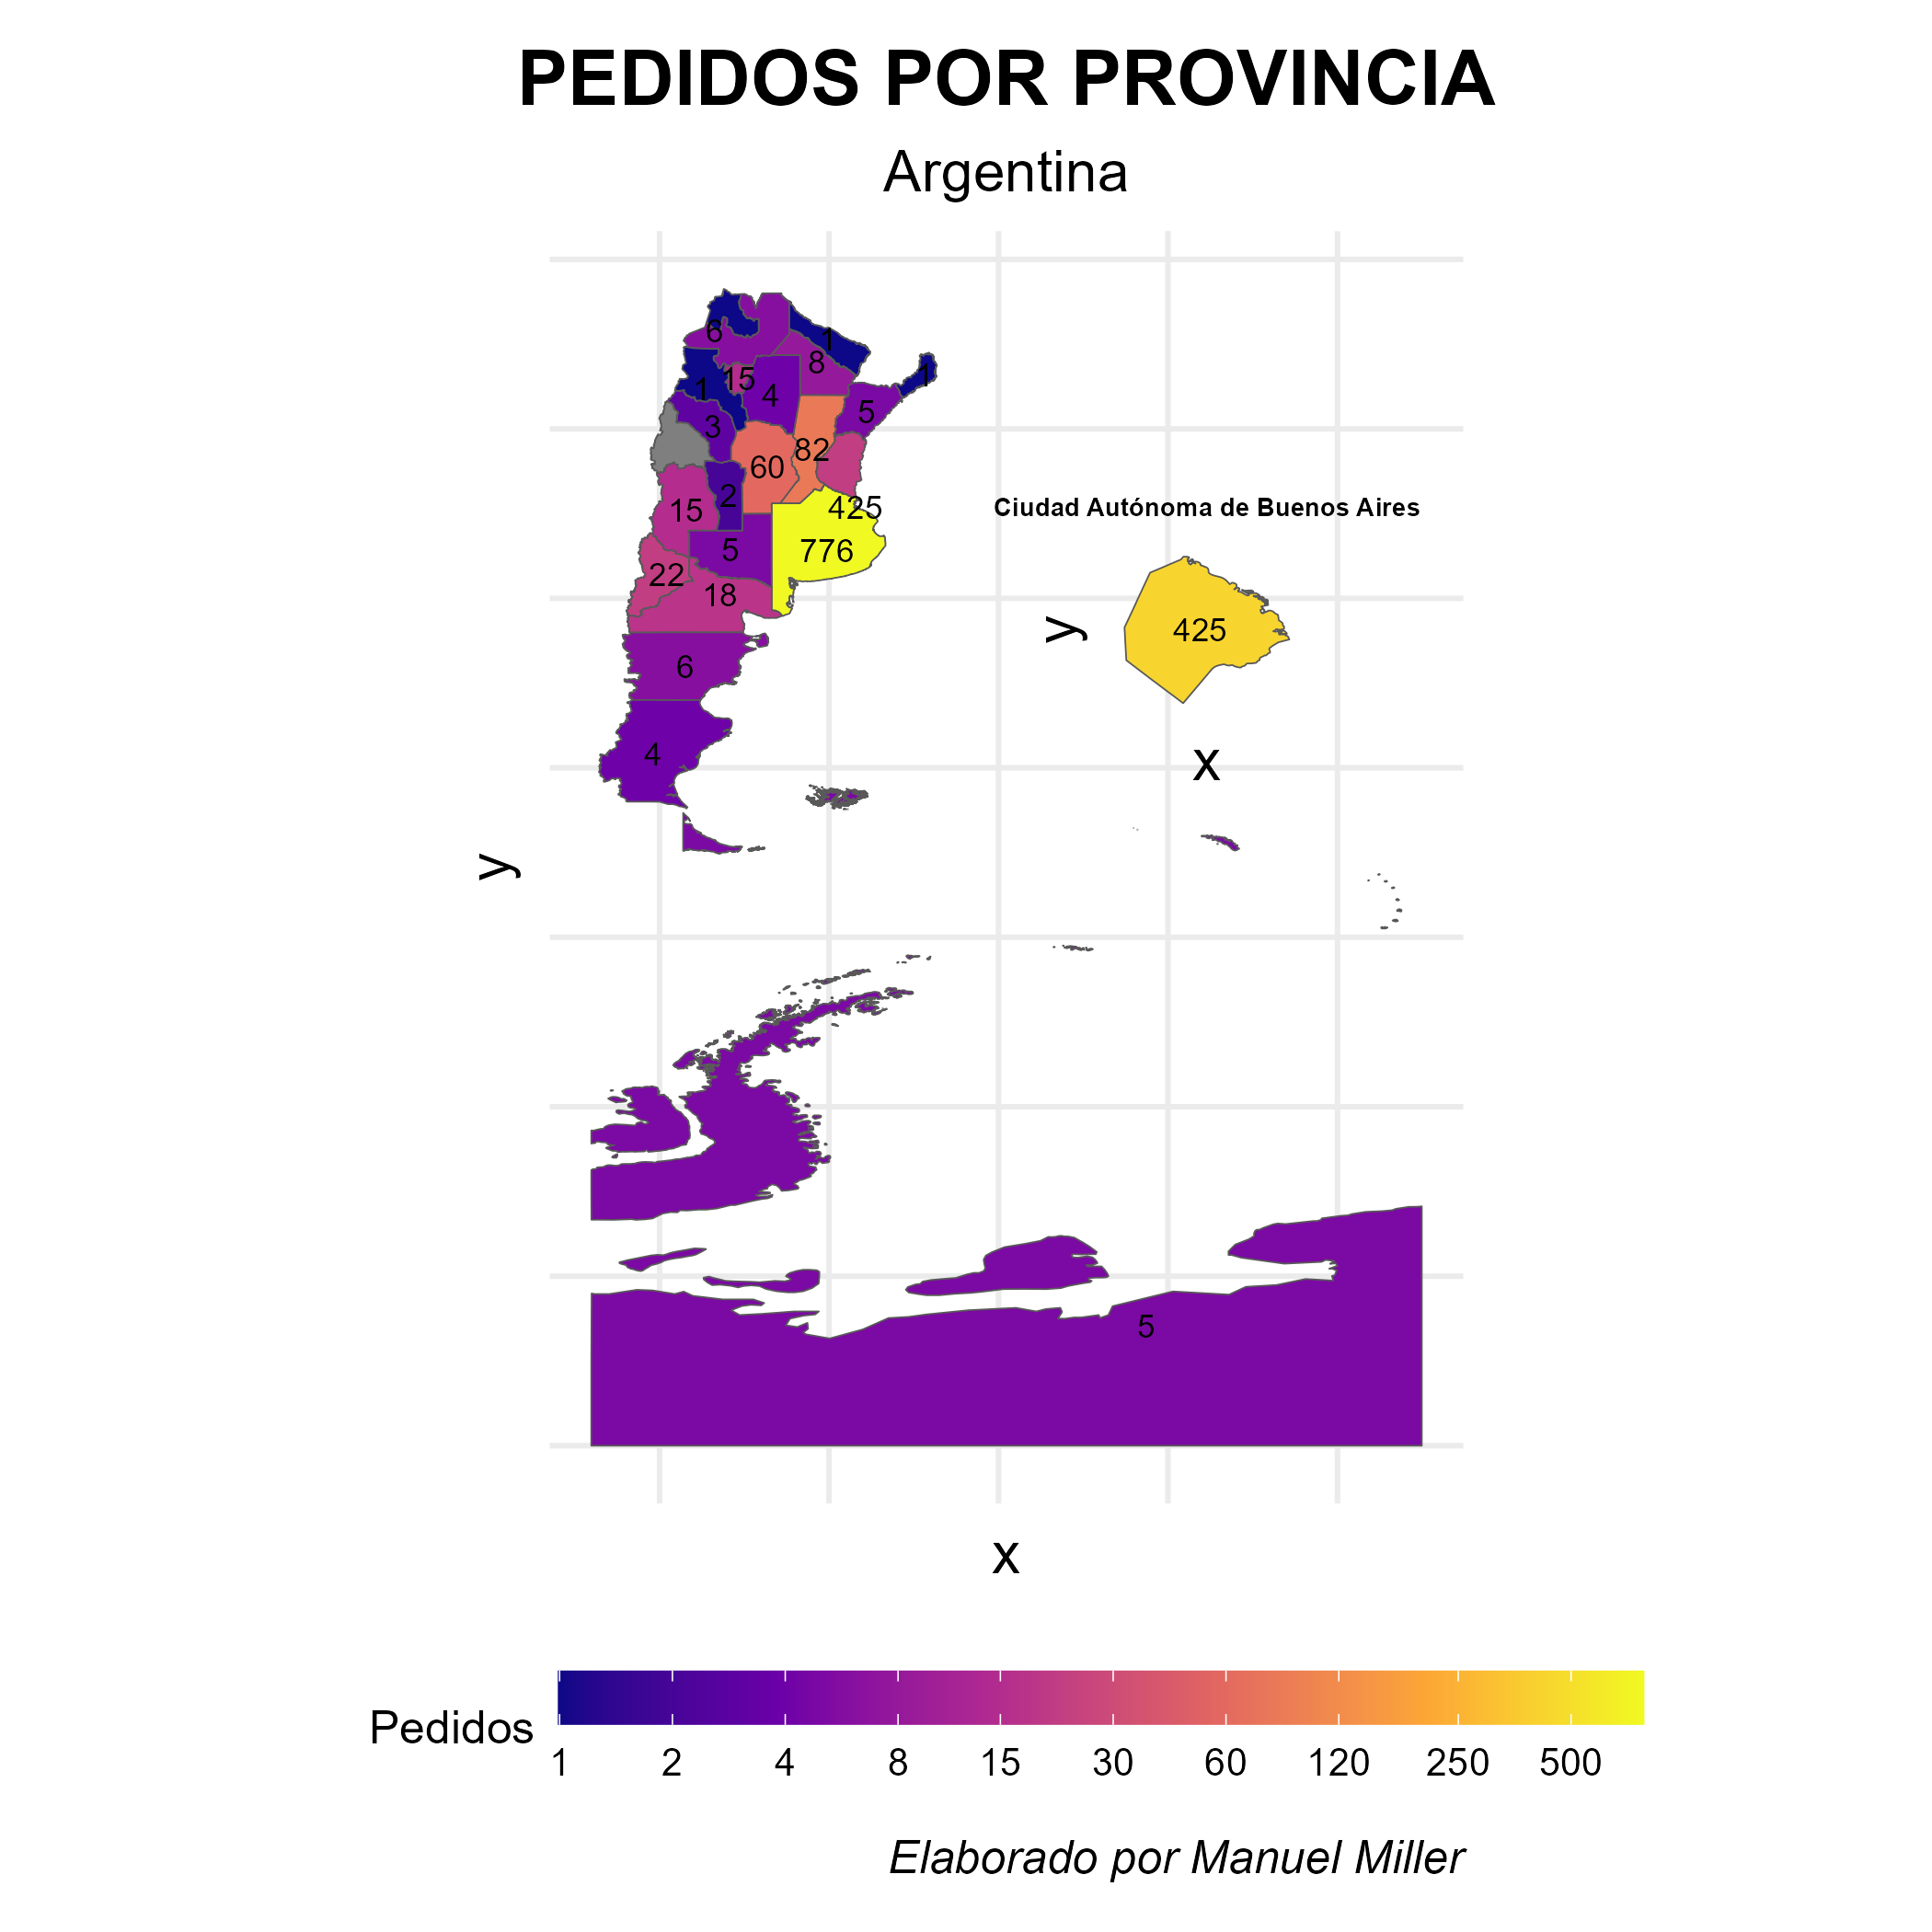 PEDIDOS POR PROVINCIA
Argentina
6
1
8
1
15
1
4
5
3
82
60
2
15
425
Ciudad Autónoma de Buenos Aires
776
5
22
18
y
425
6
4
x
y
5
x
Pedidos
1 2 4 8 15 30 60 120 250 500
Elaborado por Manuel Miller